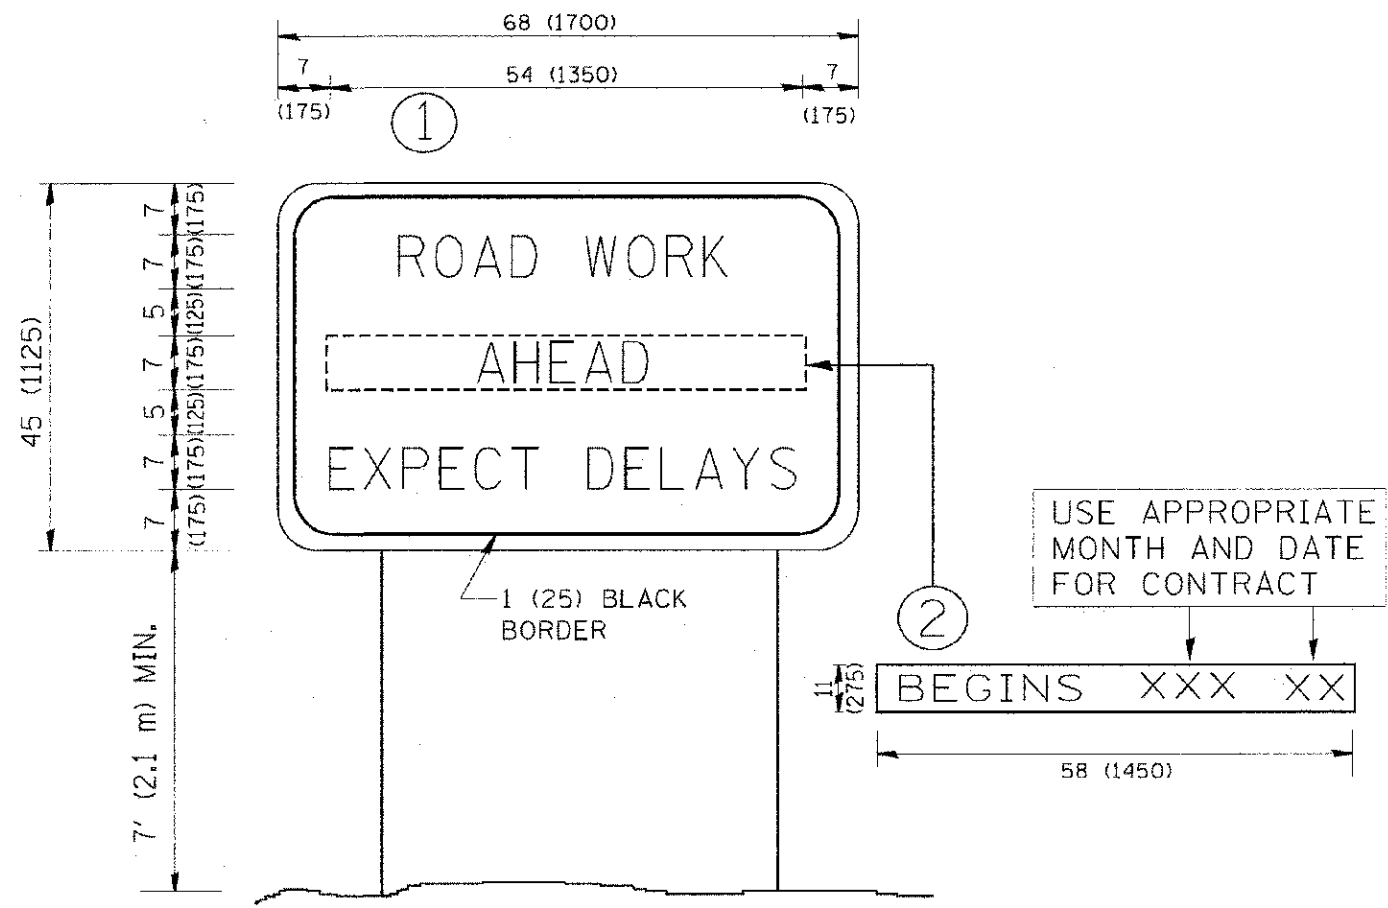 68 (1700)
7
54 (1350)
7
(175)
(175)
1
45 (1125)
7
(175)
7
(175)
5
(125)
7
(175)
5
(125)
7
(175)
7
(175)
ROAD WORK
AHEAD
EXPECT DELAYS
1 (25) BLACK
BORDER
7' (2.1 m) MIN.
USE APPROPRIATE
MONTH AND DATE
FOR CONTRACT
2
11
(275)
BEGINS XXX XX
58 (1450)